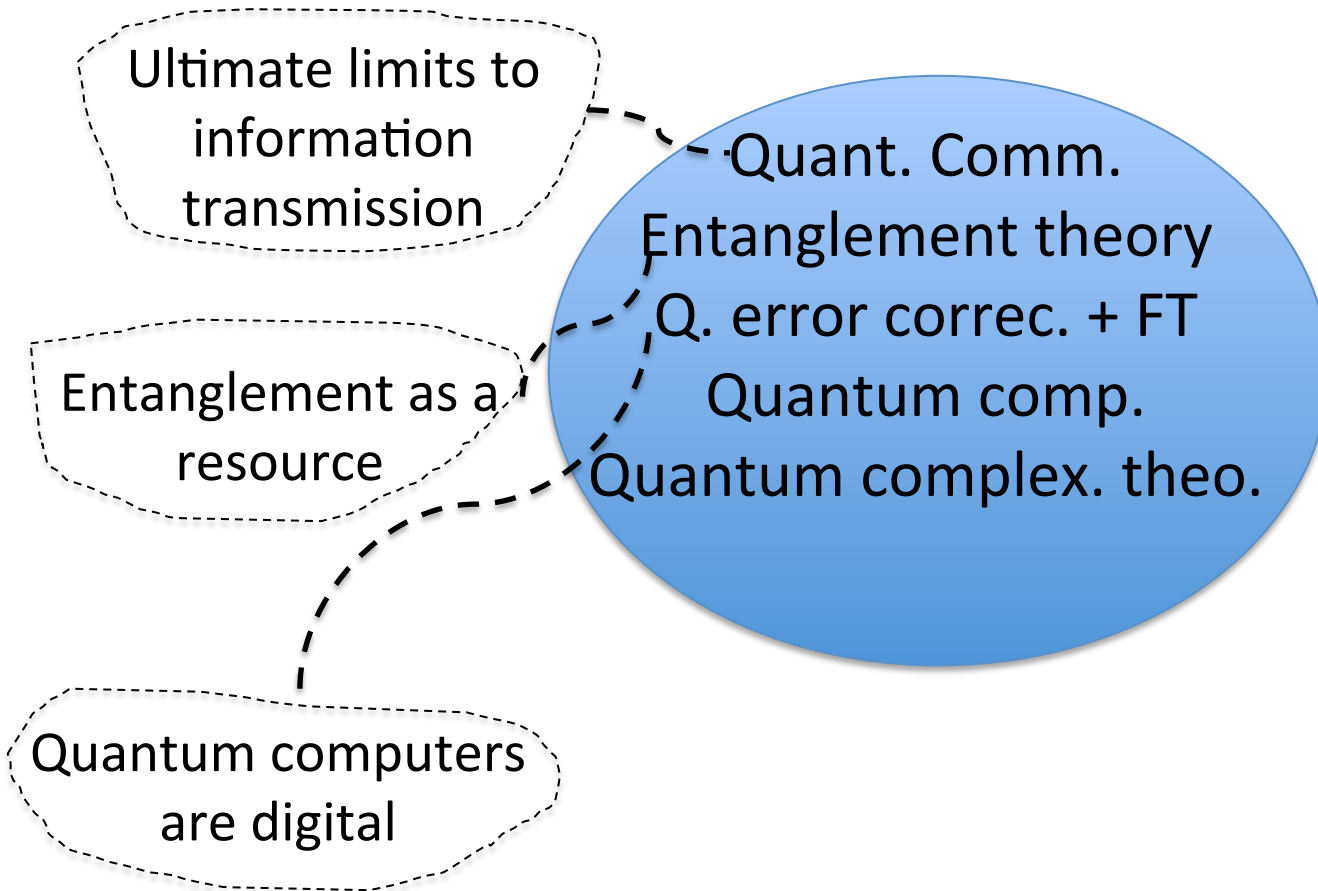 Ultimate limits to
information
transmission
Entanglement as a
resource
Quantum computers
are digital
Quant. Comm.
Entanglement theory
Q. error correc. + FT
Quantum comp.
Quantum complex. theo.